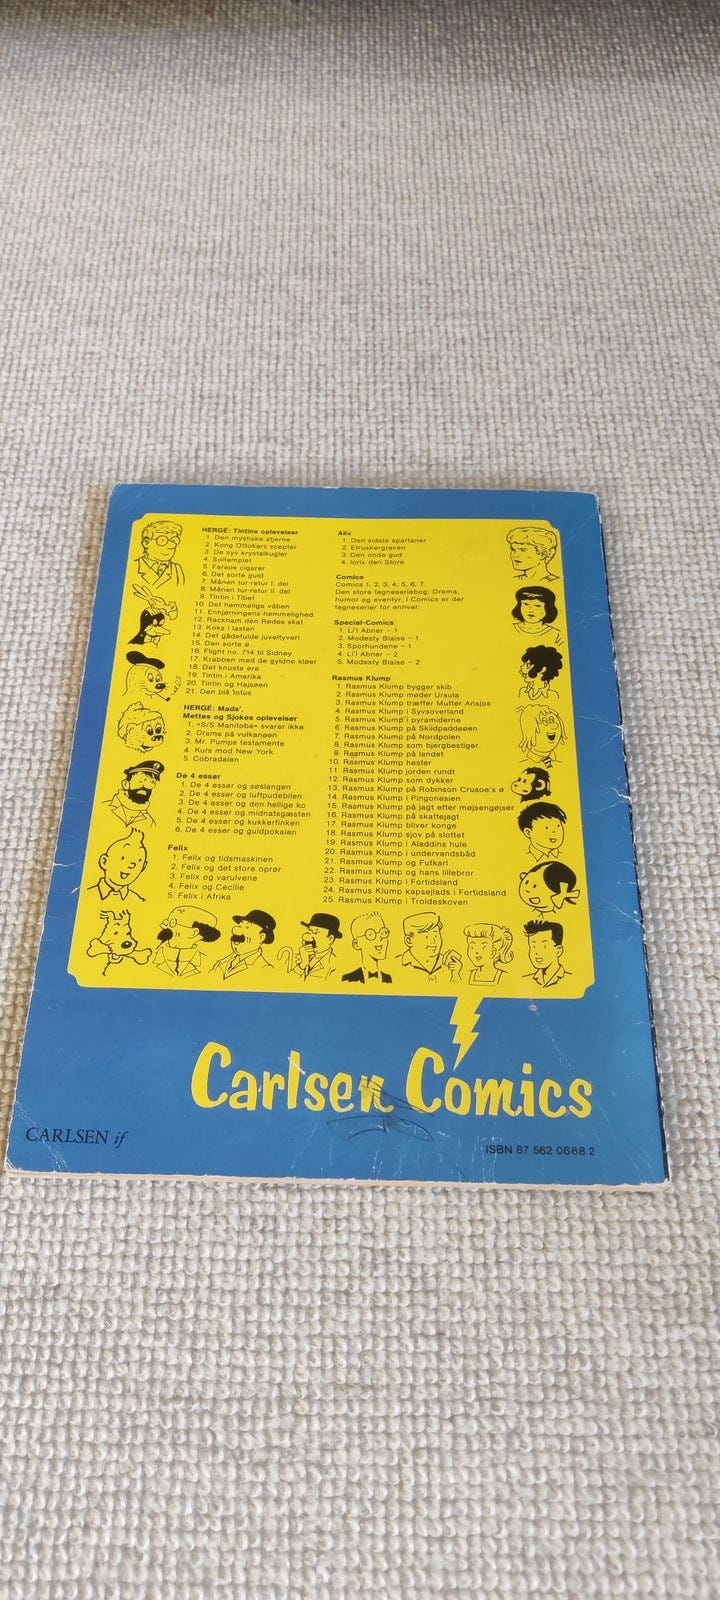 HERGÉ: Tintins oplevelser
1. Den mystiske stjerne
2. Kong Ottokars scepter
3. De syv krystalkugler
4. Soltemplet
5. Faraos cigarer
6. Det sorte guld
7. Månen tur-retur I. del
8. Månen tur-retur II. del
9. Tintin i Tibet
10. Det hemmelige våben
11. Enhjørningens hemmelighed
12. Rackham den Rødes skat
13. Koks i lasten
14. Det gådefulde juveltyveri
15. Den sorte ø
16. Flight no. 714 til Sidney
17. Krabben med de gyldne kløer
18. Det knuste øre
19. Tintin i Amerika
20. Tintin og Hajsøen
21. Den blå lotus
HERGÉ: Mads',
Mettes og Sjokos oplevelser
1. »S/S Manitoba« svarer ikke
2. Drama på vulkanøen
3. Mr. Pumps testamente
4. Kurs mod New York
5. Cobradalen
De 4 esser
1. De 4 esser og søslangen
2. De 4 esser og luftpudebilen
3. De 4 esser og den hellige ko
4. De 4 esser og midnatsgæsten
5. De 4 esser og kukkerfinken
6. De 4 esser og guldpokalen
Felix
1. Felix og tidsmaskinen
2. Felix og det store oprør
3. Felix og varulvene
4. Felix og Cecilie
5. Felix i Afrika
Alix
1. Den sidste spartaner
2. Etruskergraven
3. Den onde gud
4. Iorix den Store
Comics
Comics 1, 2, 3, 4, 5, 6, 7.
Den store tegneseriebog: Drama,
humor og eventyr. I Comics er der
tegneserier for enhver.
Special-Comics
1. Li'l Abner – 1
2. Modesty Blaise – 1
3. Sporhundene – 1
4. Li'l Abner – 2
5. Modesty Blaise – 2
Rasmus Klump
1. Rasmus Klump bygger skib
2. Rasmus Klump møder Ursula
3. Rasmus Klump træffer Mutter Ansjos
4. Rasmus Klump i Syvsoverland
5. Rasmus Klump i pyramiderne
6. Rasmus Klump på Skildpaddeøen
7. Rasmus Klump på Nordpolen
8. Rasmus Klump som bjergbestiger
9. Rasmus Klump på landet
10. Rasmus Klump høster
11. Rasmus Klump jorden rundt
12. Rasmus Klump som dykker
13. Rasmus Klump på Robinson Crusoe's ø
14. Rasmus Klump i Pingonesien
15. Rasmus Klump på jagt efter møjsengøjser
16. Rasmus Klump på skattejagt
17. Rasmus Klump bliver konge
18. Rasmus Klump sjov på slottet
19. Rasmus Klump i Aladdins hule
20. Rasmus Klump i undervandsbåd
21. Rasmus Klump og Futkarl
22. Rasmus Klump og hans lillebror
23. Rasmus Klump i Fortidsland
24. Rasmus Klump kapsejlads i Fortidsland
25. Rasmus Klump i Troldeskoven
Carlsen Comics
CARLSEN if
ISBN 87 562 0668 2